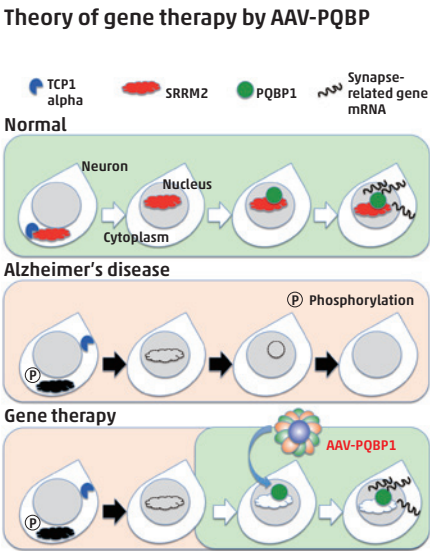 Theory of gene therapy by AAV-PQBP
TCP1
alpha
SRRM2
PQBP1
Synapse-
related gene
mRNA
Normal
Neuron
Nucleus
Cytoplasm
Alzheimer's disease
P Phosphorylation
P
Gene therapy
AAV-PQBP1
P